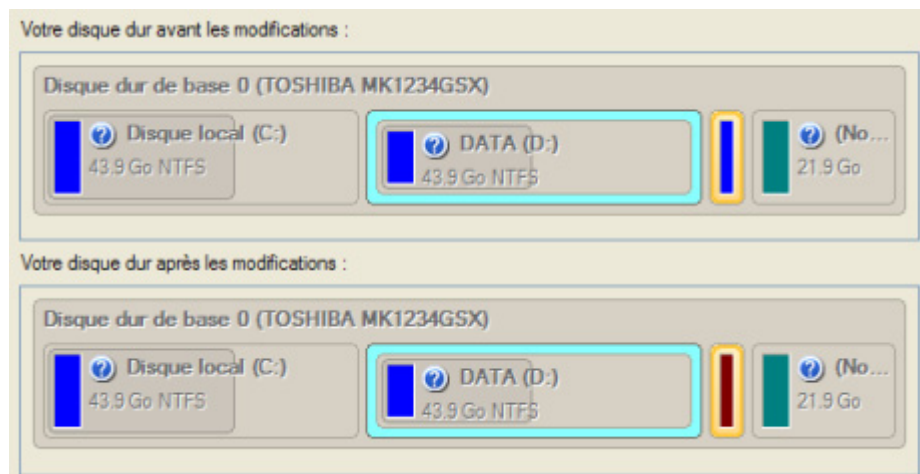 Votre disque dur avant les modifications :
Disque dur de base 0 (TOSHIBA MK1234GSX)
Disque local (C:)
43.9 Go NTFS
DATA (D:)
43.9 Go NTFS
(No...
21.9 Go
Votre disque dur après les modifications :
Disque dur de base 0 (TOSHIBA MK1234GSX)
Disque local (C:)
43.9 Go NTFS
DATA (D:)
43.9 Go NTFS
(No...
21.9 Go